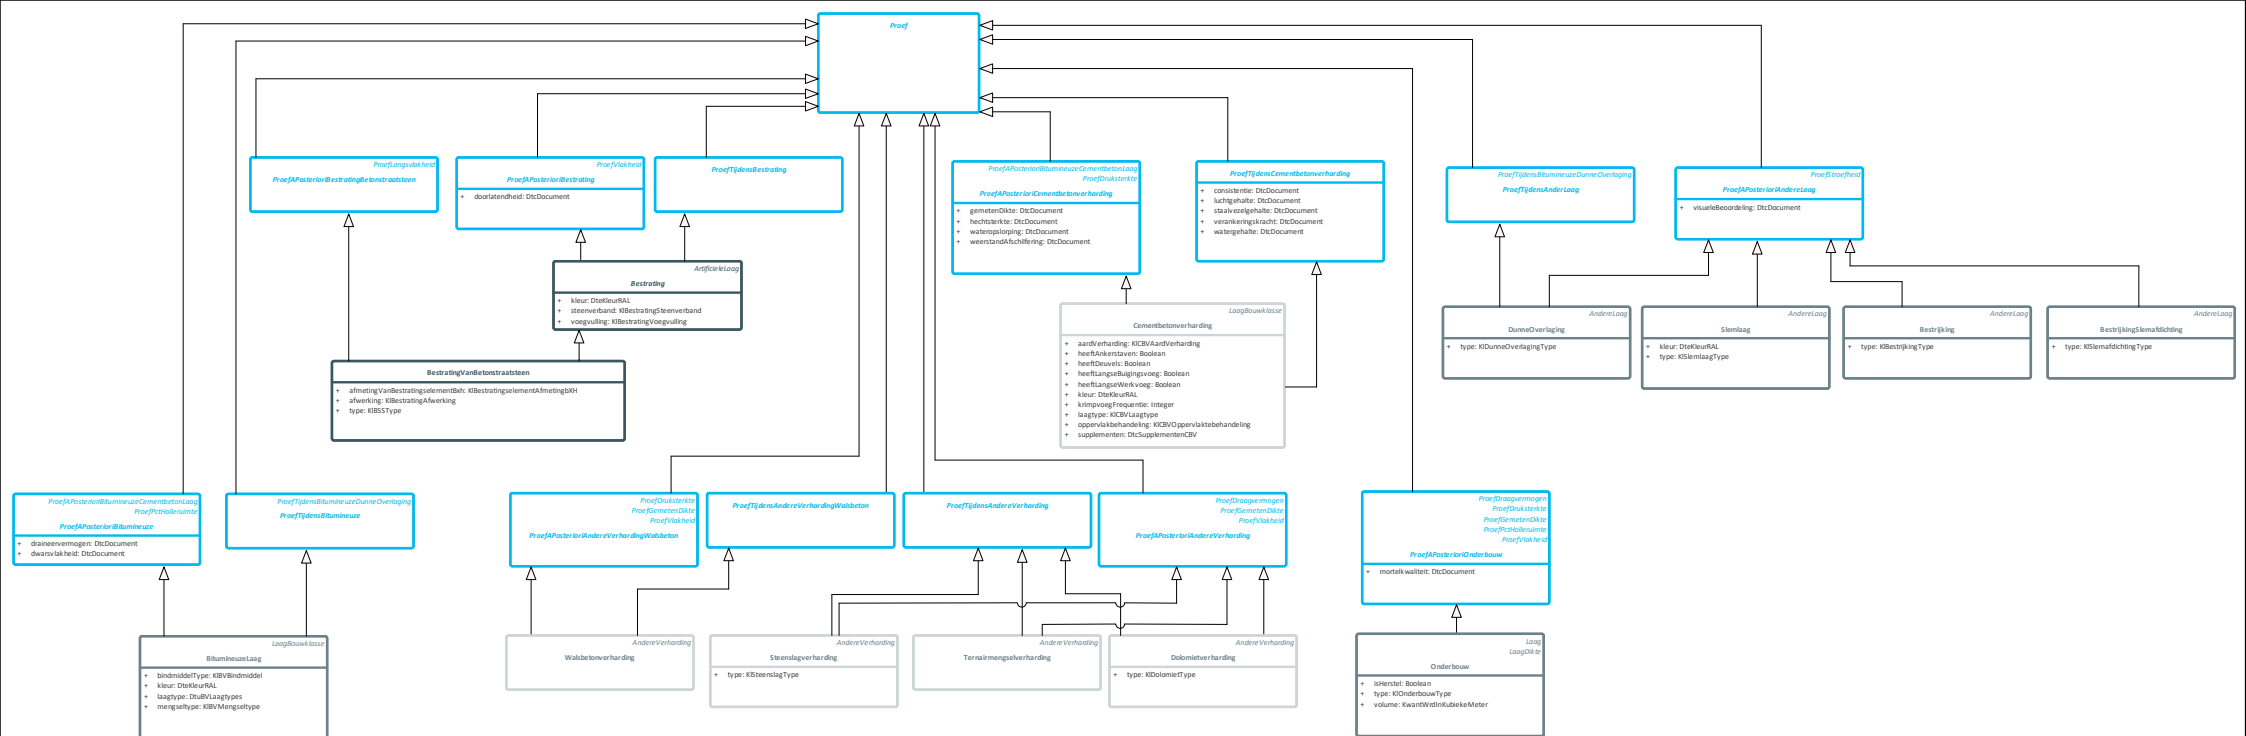 Proef
ProefLangsvlakheid
ProefAPosterioriBestratingBetonstraatsteen
ProefVlakheid
ProefAPosterioriBestrating
+ doorlatendheid: DtcDocument
ProefTijdensBestrating
ProefAPosterioriBitumineuzeCementbetonLaag
ProefDruksterkte
ProefAPosterioriCementbetonverharding
+ gemetenDikte: DtcDocument
+ hechtsterkte: DtcDocument
+ wateropslorping: DtcDocument
+ weerstandAfschilfering: DtcDocument
ProefTijdensCementbetonverharding
+ consistentie: DtcDocument
+ luchtgehalte: DtcDocument
+ staalvezelgehalte: DtcDocument
+ verankeringskracht: DtcDocument
+ watergehalte: DtcDocument
ProefTijdensBitumineuzeDunneOverlaging
ProefTijdensAnderLaag
ProefStroefheid
ProefAPosterioriAndereLaag
+ visueleBeoordeling: DtcDocument
ArtificieleLaag
Bestrating
+ kleur: DteKleurRAL
+ steenverband: KlBestratingSteenverband
+ voegvulling: KlBestratingVoegvulling
BestratingVanBetonstraatsteen
+ afmetingVanBestratingselementBxh: KlBestratingselementAfmetingbXH
+ afwerking: KlBestratingAfwerking
+ type: KlBSSType
LaagBouwklasse
Cementbetonverharding
+ aardVerharding: KlCBVAardVerharding
+ heeftAnkerstaven: Boolean
+ heeftDeuvels: Boolean
+ heeftLangseBuigingsvoeg: Boolean
+ heeftLangseWerkvoeg: Boolean
+ kleur: DteKleurRAL
+ krimpvoegFrequentie: Integer
+ laagtype: KlCBVLaagtype
+ oppervlakbehandeling: KlCBVOppervlaktebehandeling
+ supplementen: DtcSupplementenCBV
AndereLaag
DunneOverlaging
+ type: KlDunneOverlagingType
AndereLaag
Slemlaag
+ kleur: DteKleurRAL
+ type: KlSlemlaagType
AndereLaag
Bestrijking
+ type: KlBestrijkingType
AndereLaag
BestrijkingSlemafdichting
+ type: KlSlemafdichtingType
ProefAPosterioriBitumineuzeCementbetonLaag
ProefPctHolleruimte
ProefAPosterioriBitumineuze
+ draineervermogen: DtcDocument
+ dwarsvlakheid: DtcDocument
ProefTijdensBitumineuzeDunneOverlaging
ProefTijdensBitumineuze
ProefDruksterkte
ProefGemetenDikte
ProefVlakheid
ProefAPosterioriAndereVerhardingWalsbeton
ProefTijdensAndereVerhardingWalsbeton
ProefTijdensAndereVerharding
ProefDraagvermogen
ProefGemetenDikte
ProefVlakheid
ProefAPosterioriAndereVerharding
ProefDraagvermogen
ProefDruksterkte
ProefGemetenDikte
ProefPctHolleruimte
ProefVlakheid
ProefAPosterioriOnderbouw
+ mortelkwaliteit: DtcDocument
LaagBouwklasse
BitumineuzeLaag
+ bindmiddelType: KlBVBindmiddel
+ kleur: DteKleurRAL
+ laagtype: DtuBVLaagtypes
+ mengseltype: KlBVMengseltype
AndereVerharding
Walsbetonverharding
AndereVerharding
Steenslagverharding
+ type: KlSteenslagType
AndereVerharding
Ternairmengselverharding
AndereVerharding
Dolomietverharding
+ type: KlDolomietType
Laag
LaagDikte
Onderbouw
+ isHerstel: Boolean
+ type: KlOnderbouwType
+ volume: KwantWrdInKubiekeMeter